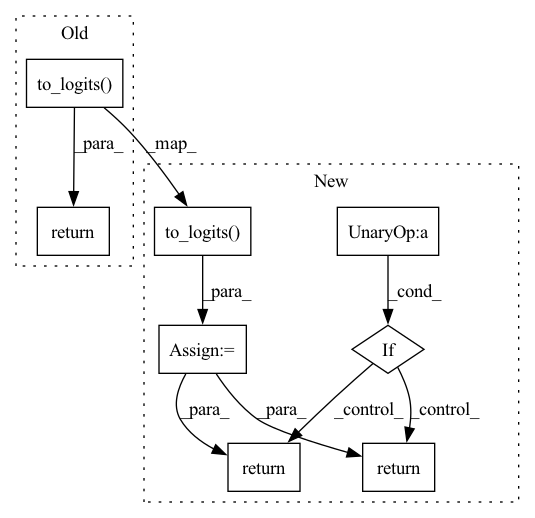 Old
to_logits()
_para_
_map_
return
New
to_logits()
UnaryOp:a
_para_
_cond_
Assign:=
If
_para_
_para_
_control_
_control_
return
return